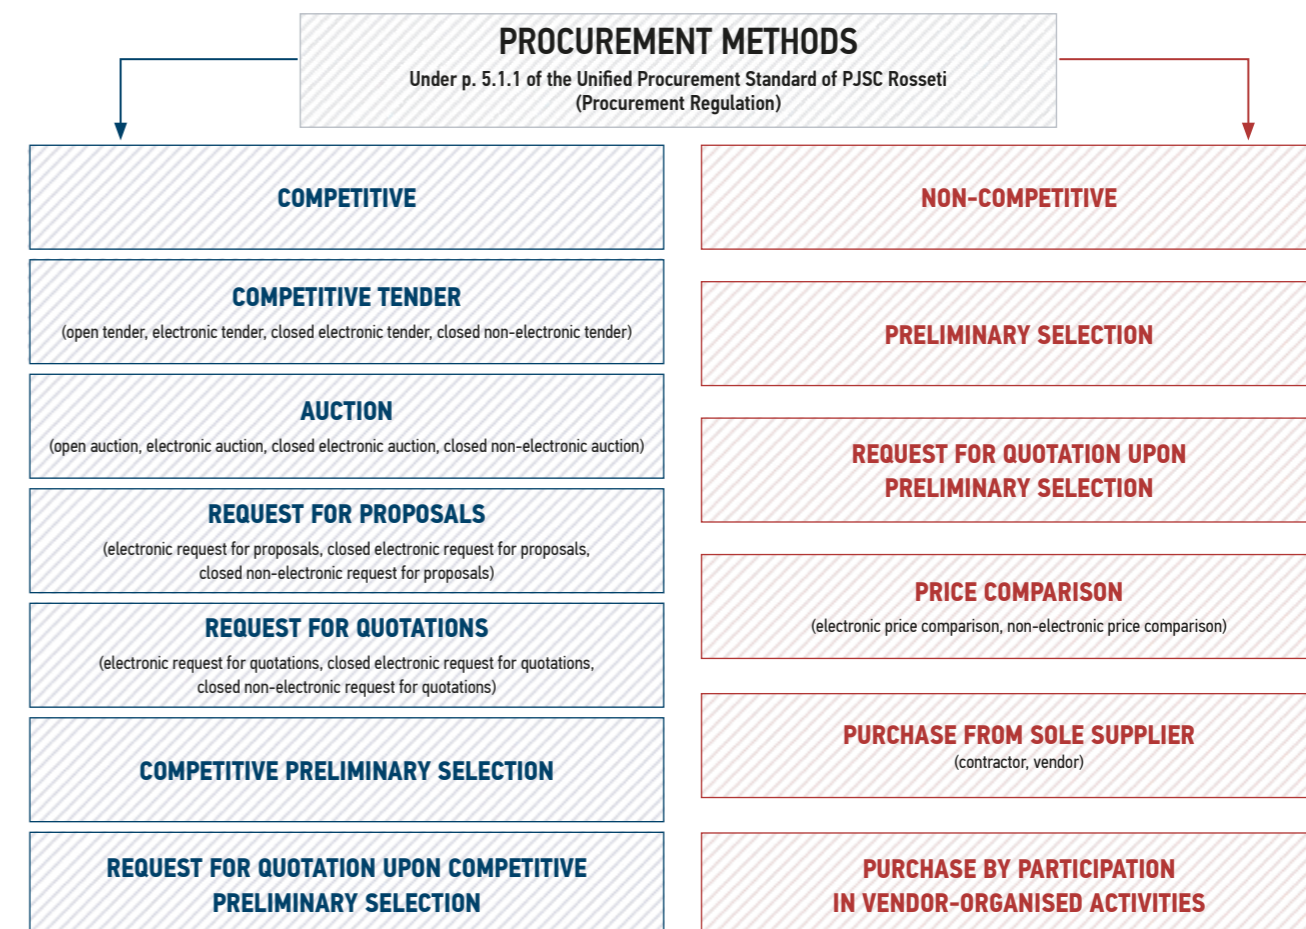 PROCUREMENT METHODS
Under p. 5.1.1 of the Unified Procurement Standard of PJSC Rosseti
(Procurement Regulation)
COMPETITIVE
COMPETITIVE TENDER
(open tender, electronic tender, closed electronic tender, closed non-electronic tender)
AUCTION
(open auction, electronic auction, closed electronic auction, closed non-electronic auction)
REQUEST FOR PROPOSALS
(electronic request for proposals, closed electronic request for proposals,
closed non-electronic request for proposals)
REQUEST FOR QUOTATIONS
(electronic request for quotations, closed electronic request for quotations,
closed non-electronic request for quotations)
COMPETITIVE PRELIMINARY SELECTION
REQUEST FOR QUOTATION UPON COMPETITIVE
PRELIMINARY SELECTION
NON-COMPETITIVE
PRELIMINARY SELECTION
REQUEST FOR QUOTATION UPON
PRELIMINARY SELECTION
PRICE COMPARISON
(electronic price comparison, non-electronic price comparison)
PURCHASE FROM SOLE SUPPLIER
(contractor, vendor)
PURCHASE BY PARTICIPATION
IN VENDOR-ORGANISED ACTIVITIES